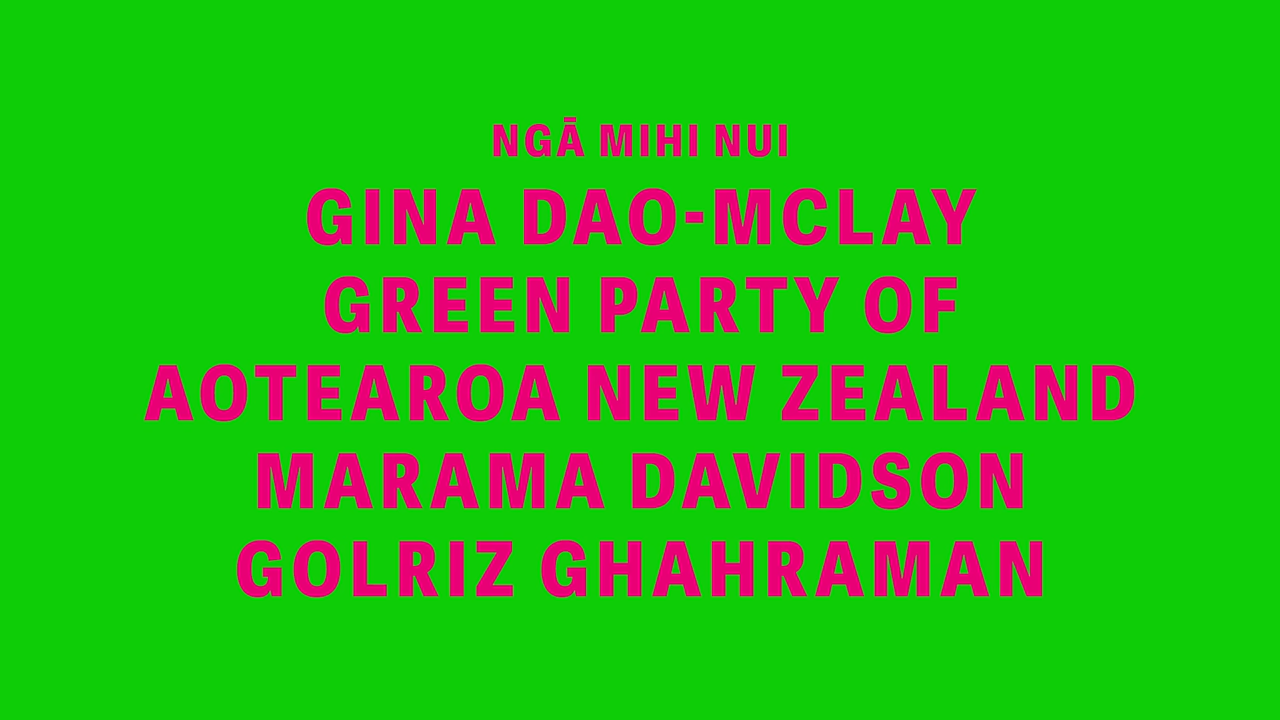 NGĀ MIHI NUI
GINA DAO-MCLAY
GREEN PARTY OF
AOTEAROA NEW ZEALAND
MARAMA DAVIDSON
GOLRIZ GHAHRAMAN